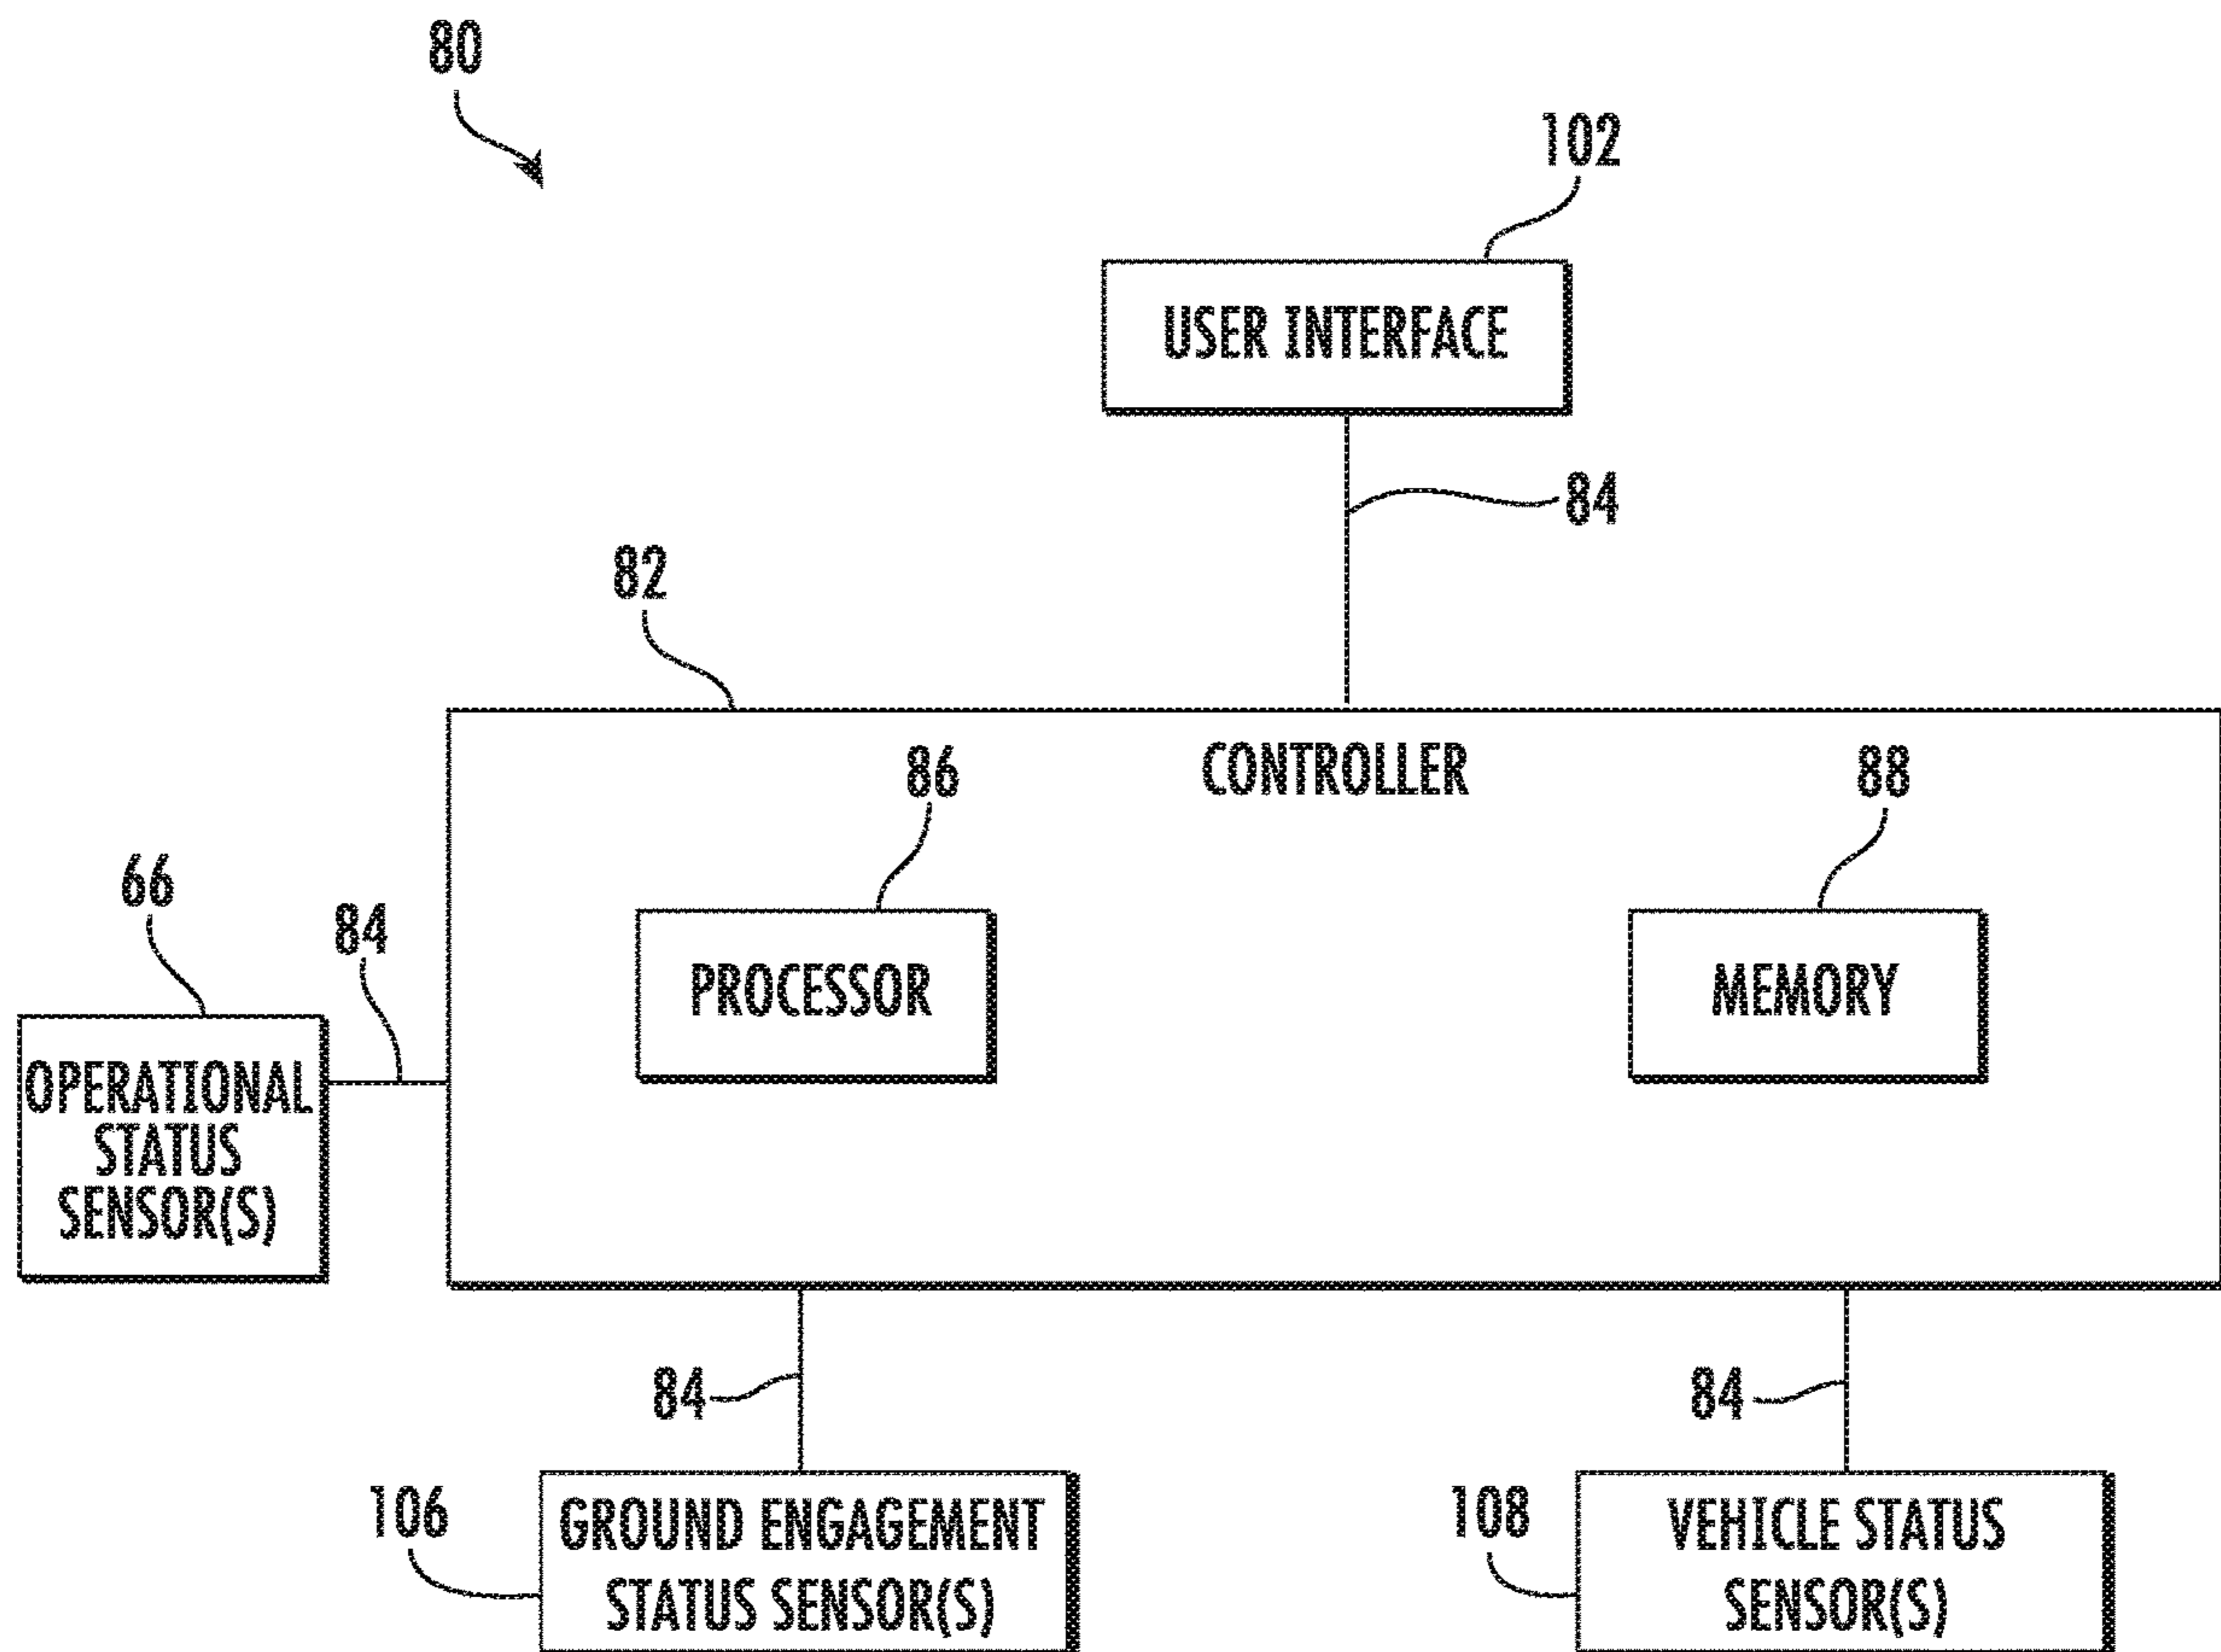 80
102
USER INTERFACE
84
82
CONTROLLER
86
88
66
84
PROCESSOR
MEMORY
OPERATIONAL
STATUS
SENSOR(S)
84
84
106
GROUND ENGAGEMENT
STATUS SENSOR(S)
108
VEHICLE STATUS
SENSOR(S)